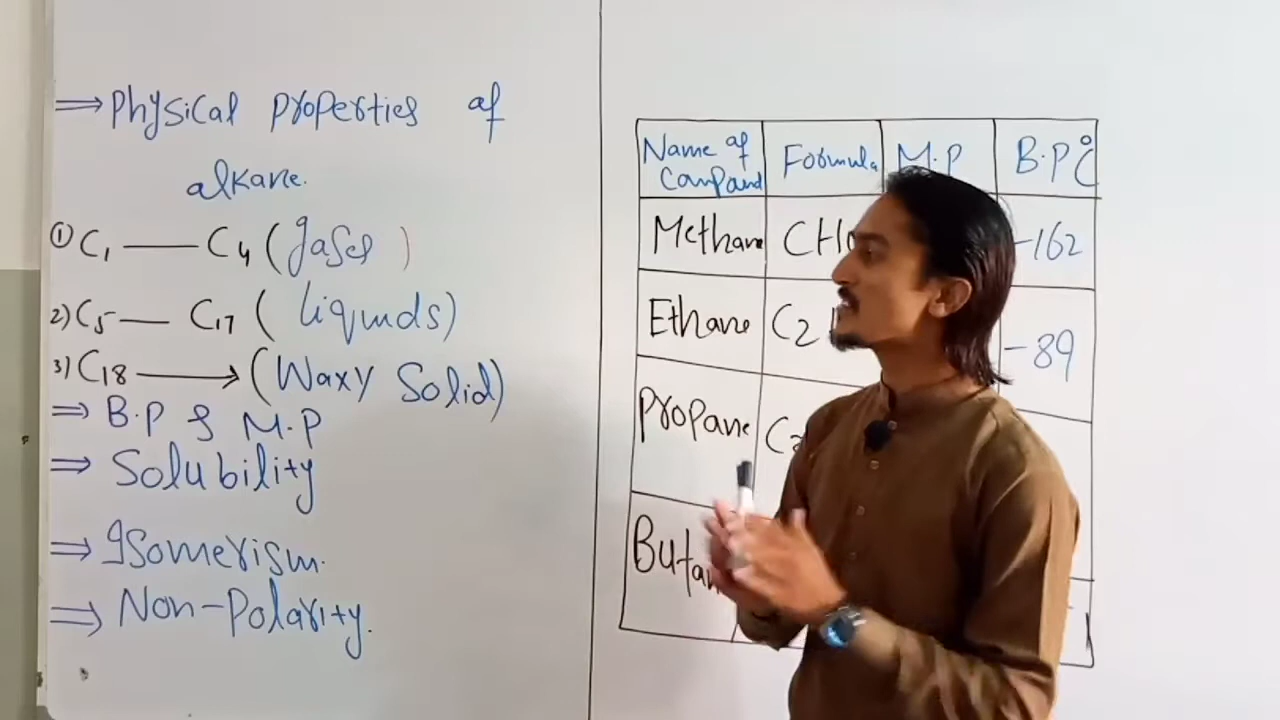 ⇒ Physical properties of
alkane.
① C₁ — C₄ (gases)
2) C₅ — C₁₇ (Liquids)
3) C₁₈ → (Waxy Solid)
⇒ B.P & M.P
⇒ Solubility
⇒ Isomerism.
⇒ Non-Polarity.
Name of Compound Formula M.P B.P °C
Methane -162
Ethane C2 -89
Propane